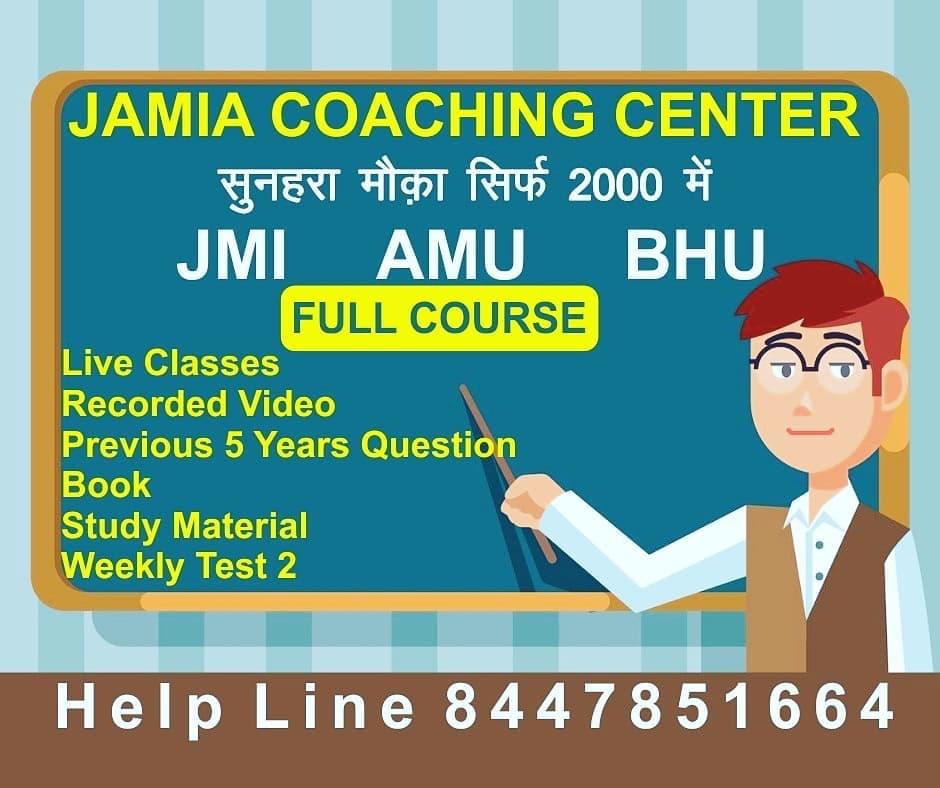 JAMIA COACHING CENTER
सुनहरा मौक़ा सिर्फ 2000 में
JMI AMU BHU
FULL COURSE
Live Classes
Recorded Video
Previous 5 Years Question
Book
Study Material
Weekly Test 2
Help Line 8447851664